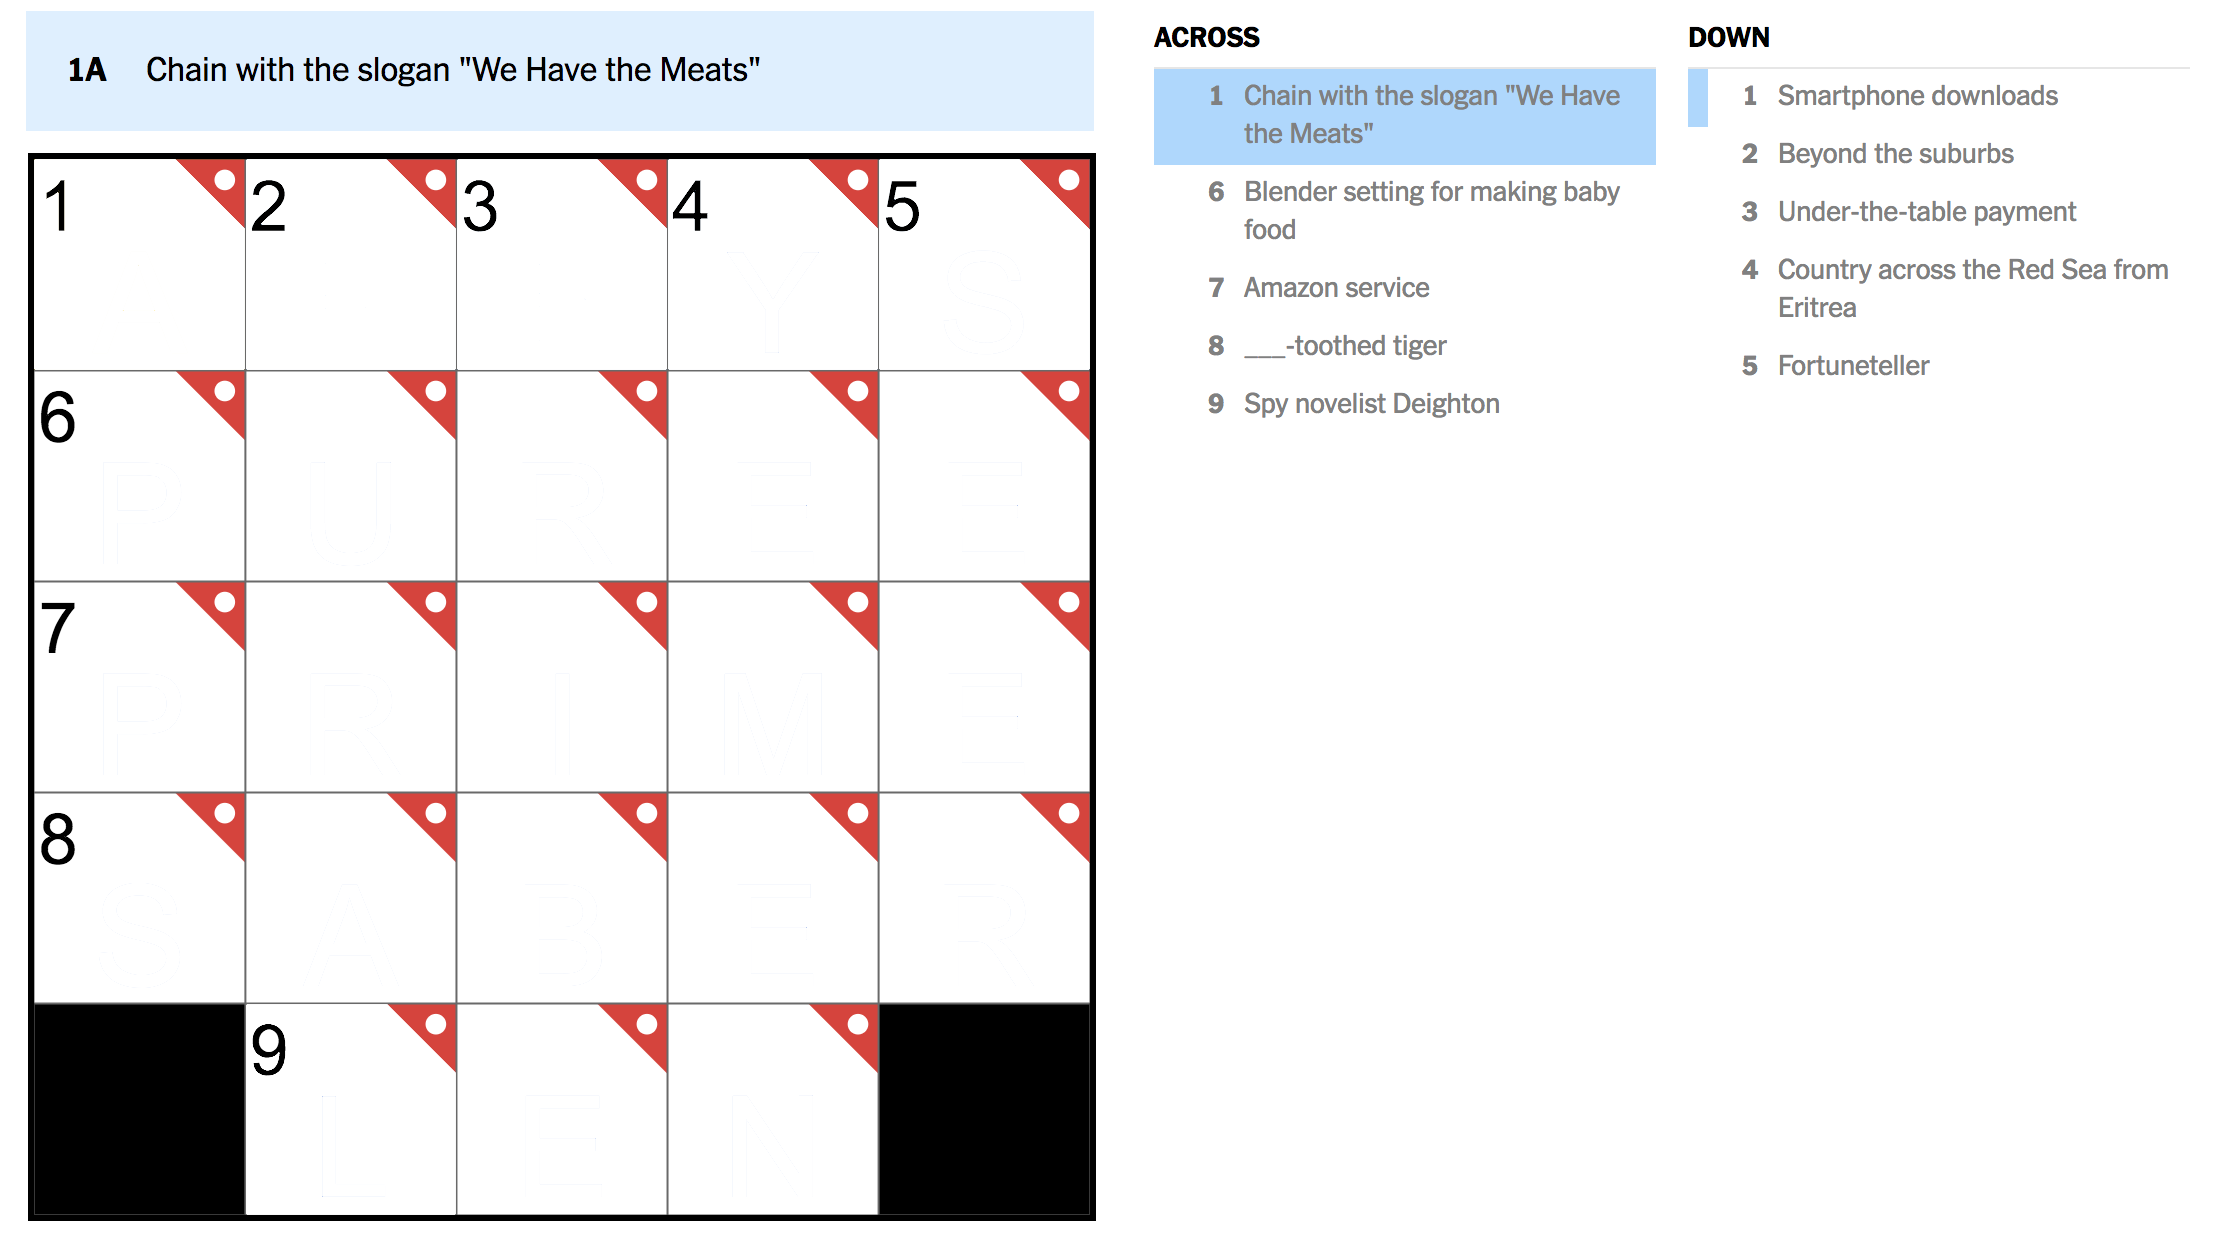 1A Chain with the slogan "We Have the Meats"
1 2 3 4 5
Y S
6
P U R E E
7
P R I M E
8
S A B E R
9
L E N
ACROSS
1 Chain with the slogan "We Have
the Meats"
6 Blender setting for making baby
food
7 Amazon service
8 ___-toothed tiger
9 Spy novelist Deighton
DOWN
1 Smartphone downloads
2 Beyond the suburbs
3 Under-the-table payment
4 Country across the Red Sea from
Eritrea
5 Fortuneteller